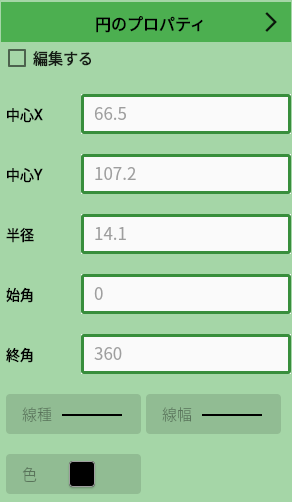 円のプロパティ
編集する
中心X 66.5
中心Y 107.2
半径 14.1
始角 0
終角 360
線種 線幅
色